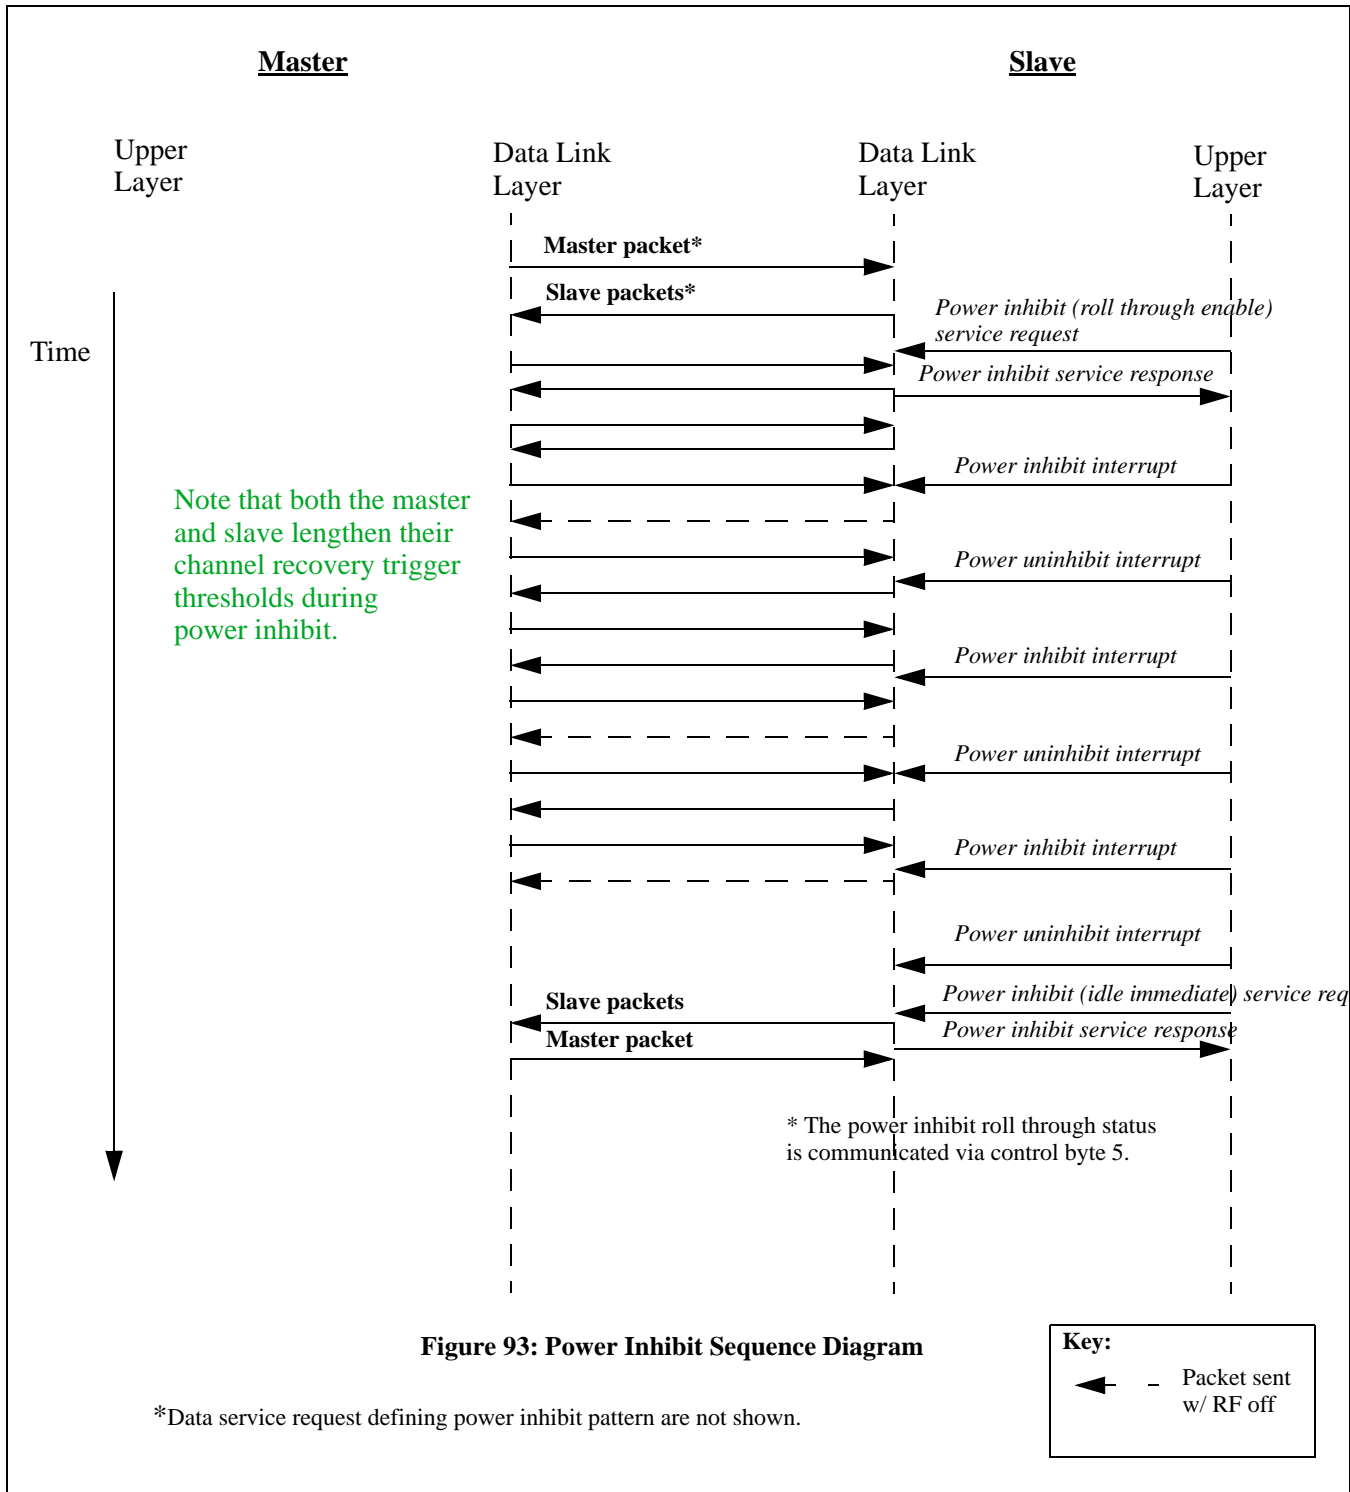 Master
Slave
Upper
Layer
Data Link
Layer
Data Link
Layer
Upper
Layer
Master packet*
Slave packets*
Power inhibit (roll through enable)
service request
Time
Power inhibit service response
Power inhibit interrupt
Note that both the master
and slave lengthen their
channel recovery trigger
thresholds during
power inhibit.
Power uninhibit interrupt
Power inhibit interrupt
Power uninhibit interrupt
Power inhibit interrupt
Power uninhibit interrupt
Power inhibit (idle immediate) service req
Slave packets
Power inhibit service response
Master packet
* The power inhibit roll through status
is communicated via control byte 5.
Figure 93: Power Inhibit Sequence Diagram
Key:
Packet sent
w/ RF off
*Data service request defining power inhibit pattern are not shown.